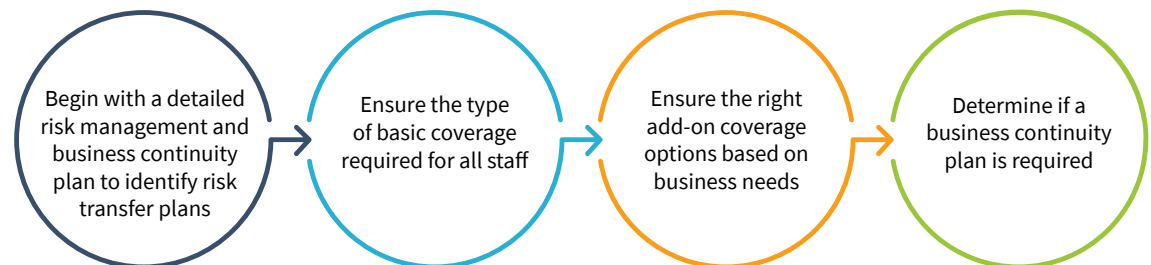 Begin with a detailed
risk management and
business continuity
plan to identify risk
transfer plans
Ensure the type
of basic coverage
required for all staff
Ensure the right
add-on coverage
options based on
business needs
Determine if a
business continuity
plan is required